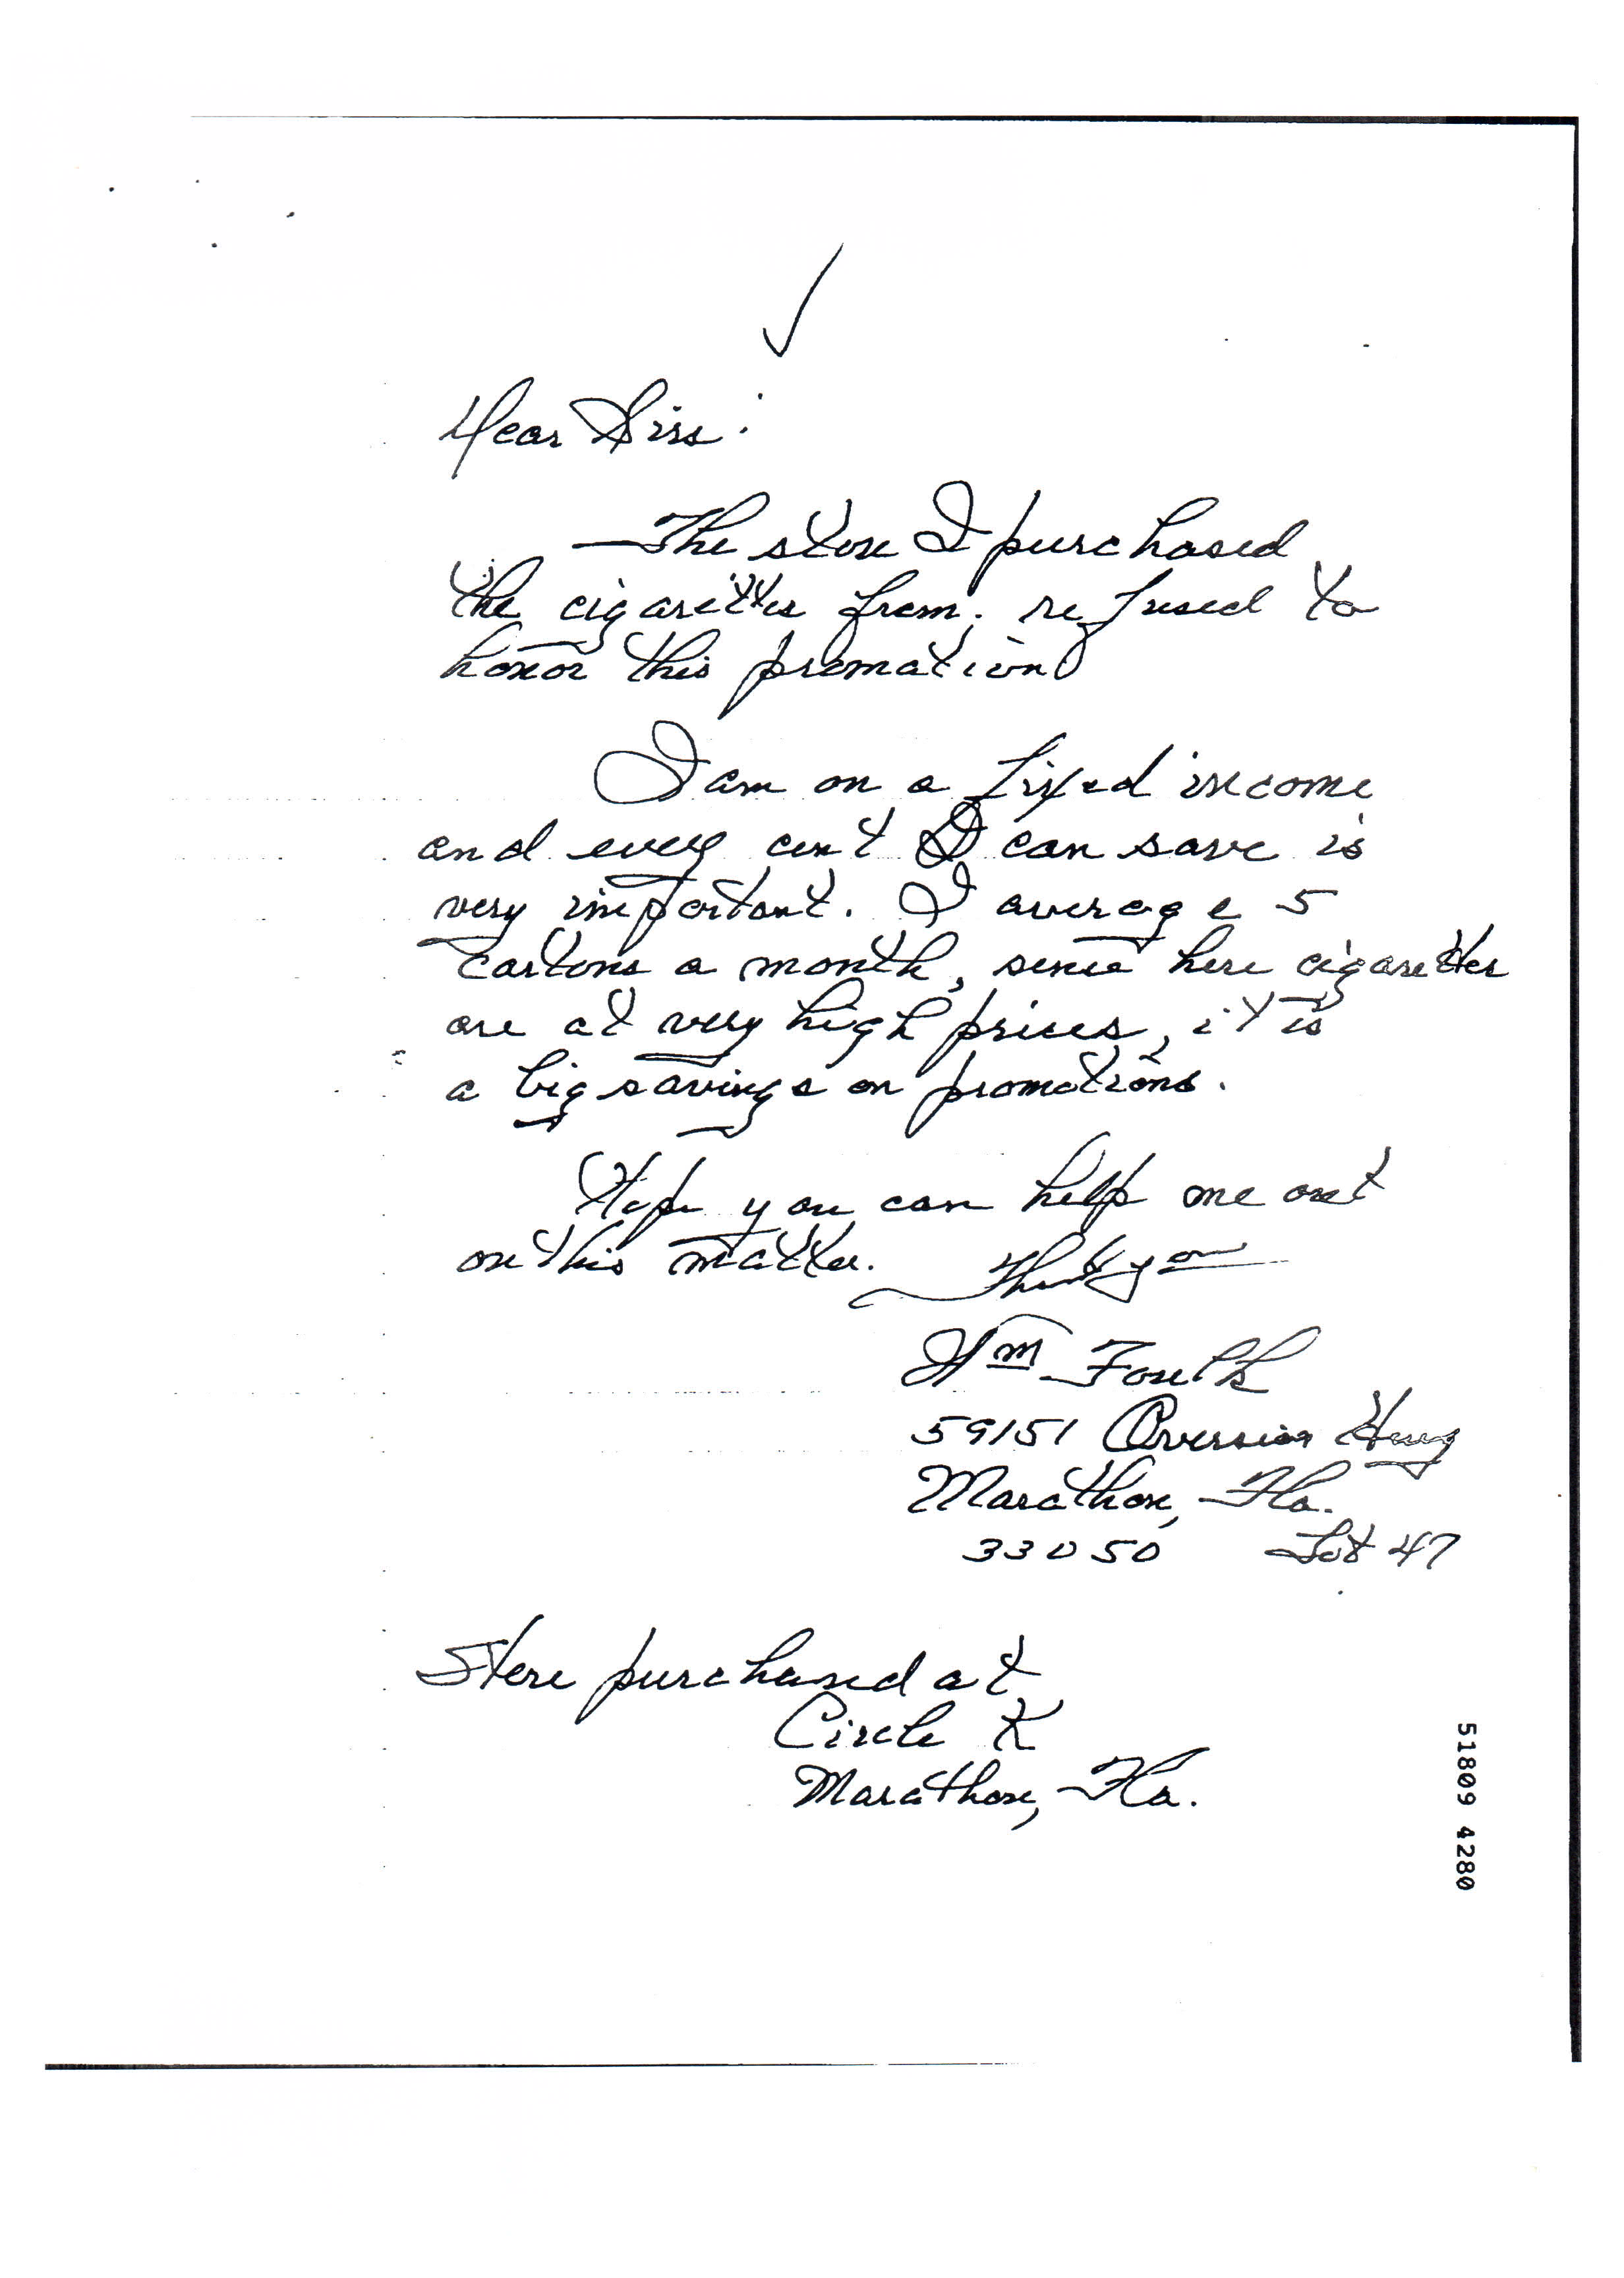 Dear Sirs:
The store I purchased
the cigarettes from; refused to
honor this promotion
I am on a fixed income
and every cent I can save is
very important. I average 5
cartons a month, since here cigarettes
are at very high prices, it is
a big savings on promotions.
Hope you can help me out
on this matter. Thank you
Wm Foulk
59151 Overseas Hwy
Marathon, Fla.
33050 Lot 47
Store purchased at
Circle K
Marathon, Fla.
51809 4280